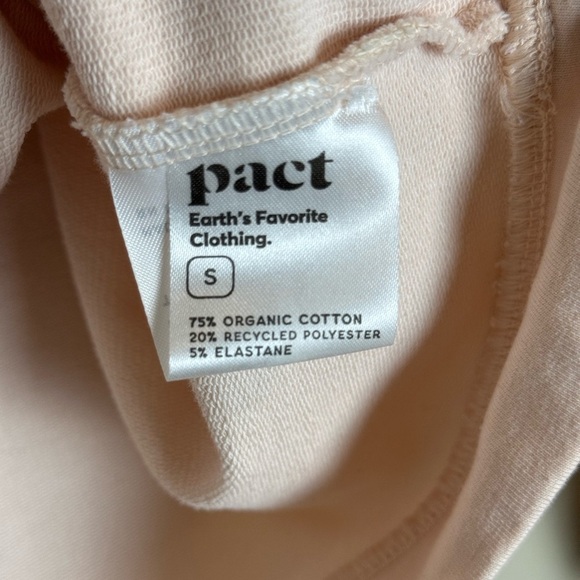 pact
Earth's Favorite
Clothing.
S
75% ORGANIC COTTON
20% RECYCLED POLYESTER
5% ELASTANE